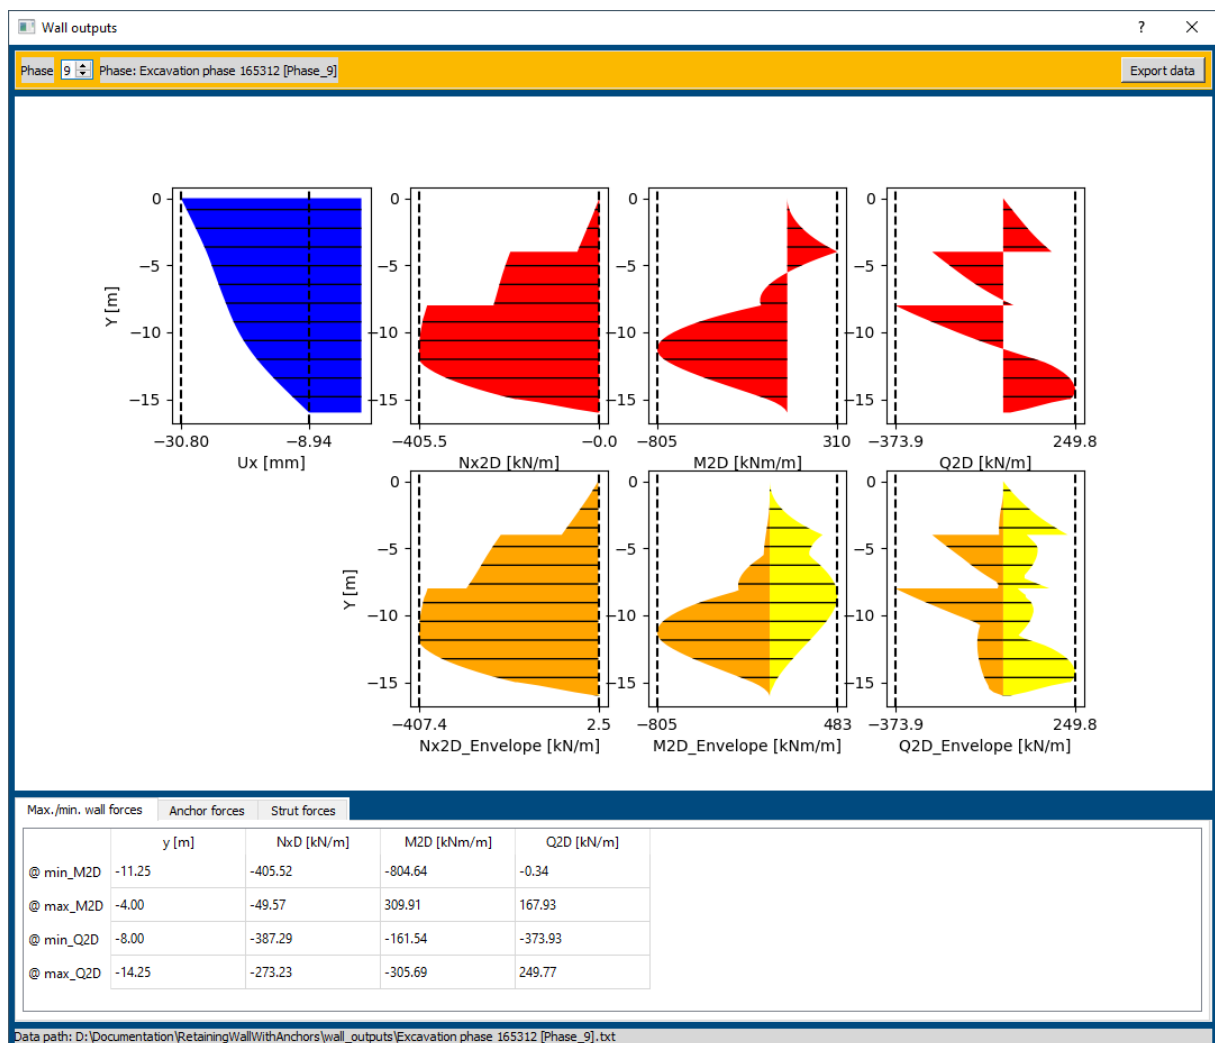 Wall outputs ? ×
Phase 9 Phase: Excavation phase 165312 [Phase_9] Export data
0 0 0 0
−5 −5 −5 −5
Y [m]
−10 −10 −10 −10
−15 −15 −15 −15
−30.80 −8.94 −405.5 −0.0 −805 310 −373.9 249.8
Ux [mm] Nx2D [kN/m] M2D [kNm/m] Q2D [kN/m]
0 0 0
−5 −5 −5
Y [m]
−10 −10 −10
−15 −15 −15
−407.4 2.5 −805 483 −373.9 249.8
Nx2D_Envelope [kN/m] M2D_Envelope [kNm/m] Q2D_Envelope [kN/m]
Max./min. wall forces Anchor forces Strut forces
y [m] NxD [kN/m] M2D [kNm/m] Q2D [kN/m]
@ min_M2D -11.25 -405.52 -804.64 -0.34
@ max_M2D -4.00 -49.57 309.91 167.93
@ min_Q2D -8.00 -387.29 -161.54 -373.93
@ max_Q2D -14.25 -273.23 -305.69 249.77
Data path: D:\Documentation\RetainingWallWithAnchors\wall_outputs\Excavation phase 165312 [Phase_9].txt